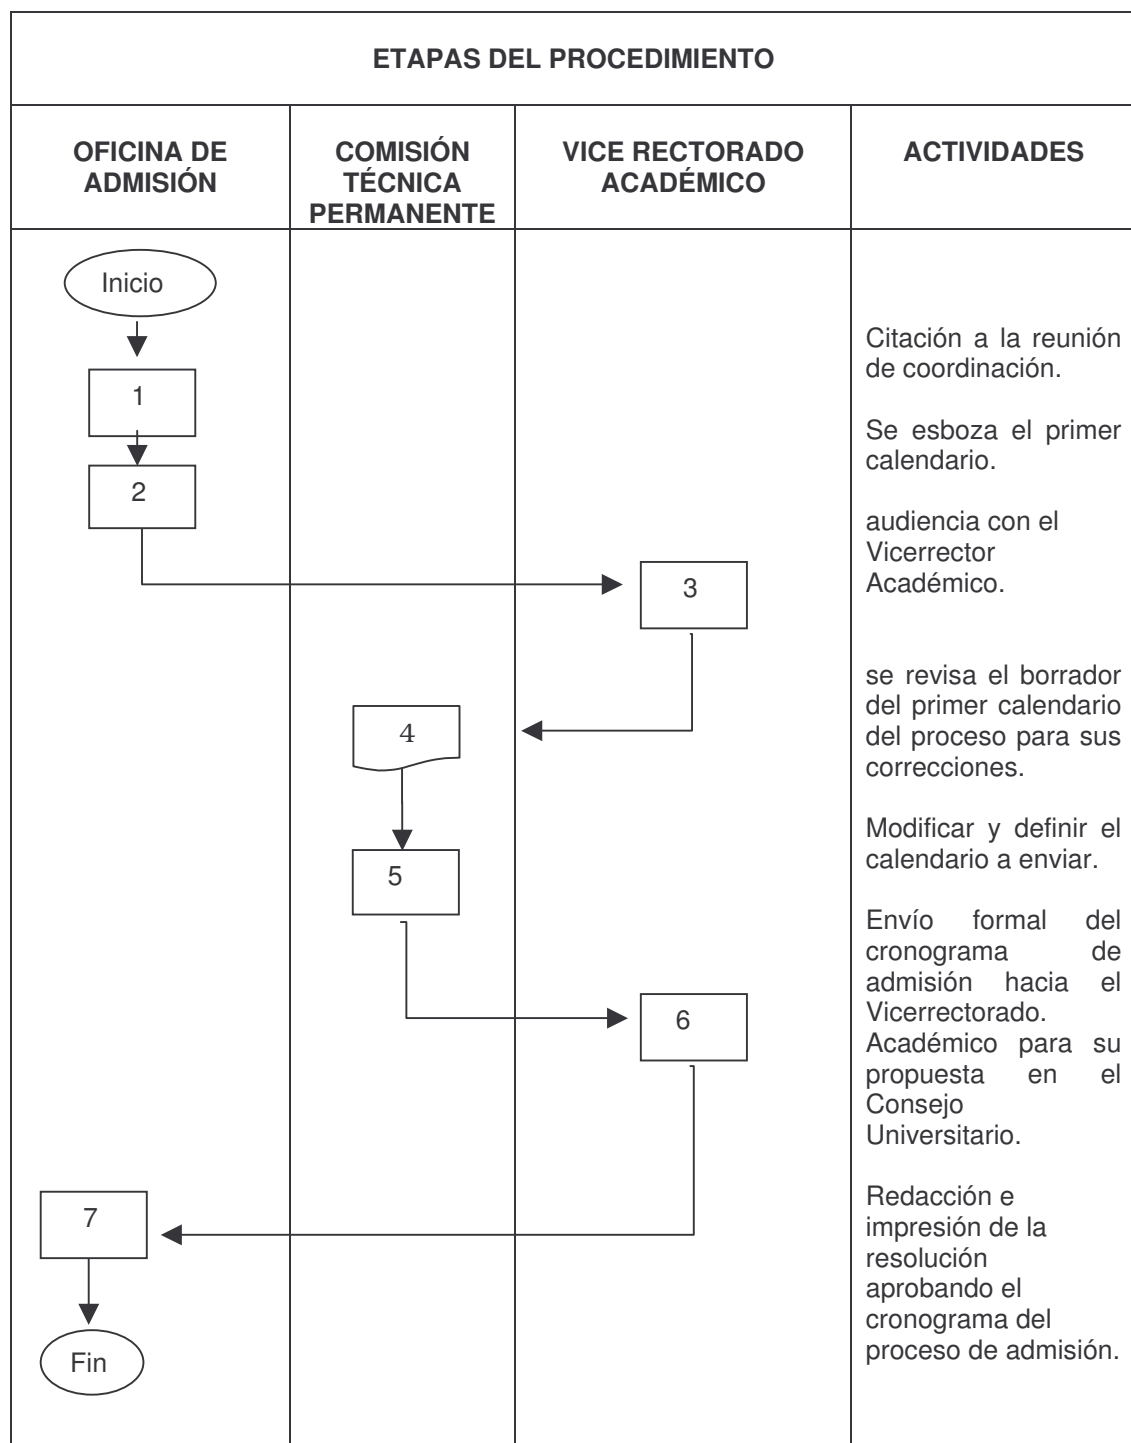 ETAPAS DEL PROCEDIMIENTO
OFICINA DE
ADMISIÓN
COMISIÓN
TÉCNICA
PERMANENTE
VICE RECTORADO
ACADÉMICO
ACTIVIDADES
Inicio
1
2
3
4
5
6
7
Fin
Citación a la reunión
de coordinación.
Se esboza el primer
calendario.
audiencia con el
Vicerrector
Académico.
se revisa el borrador
del primer calendario
del proceso para sus
correcciones.
Modificar y definir el
calendario a enviar.
Envío formal del
cronograma de
admisión hacia el
Vicerrectorado.
Académico para su
propuesta en el
Consejo
Universitario.
Redacción e
impresión de la
resolución
aprobando el
cronograma del
proceso de admisión.